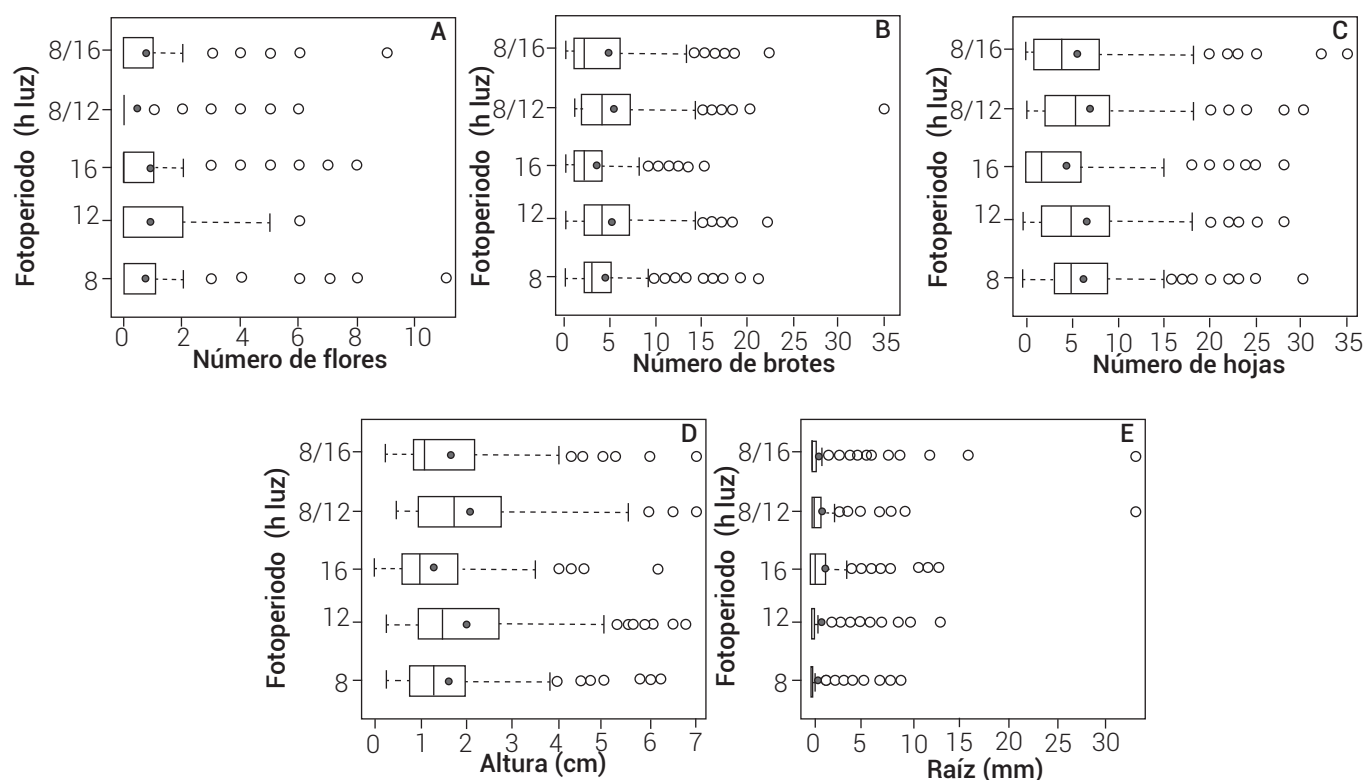 A
Fotoperiodo (h luz)
8/16
8/12
16
12
8
0 2 4 6 8 10
Número de flores
B
Fotoperiodo (h luz)
8/16
8/12
16
12
8
0 5 10 15 20 25 30 35
Número de brotes
C
Fotoperiodo (h luz)
8/16
8/12
16
12
8
0 5 10 15 20 25 30 35
Número de hojas
D
Fotoperiodo (h luz)
8/16
8/12
16
12
8
0 1 2 3 4 5 6 7
Altura (cm)
E
Fotoperiodo (h luz)
8/16
8/12
16
12
8
0 5 10 15 20 25 30
Raíz (mm)